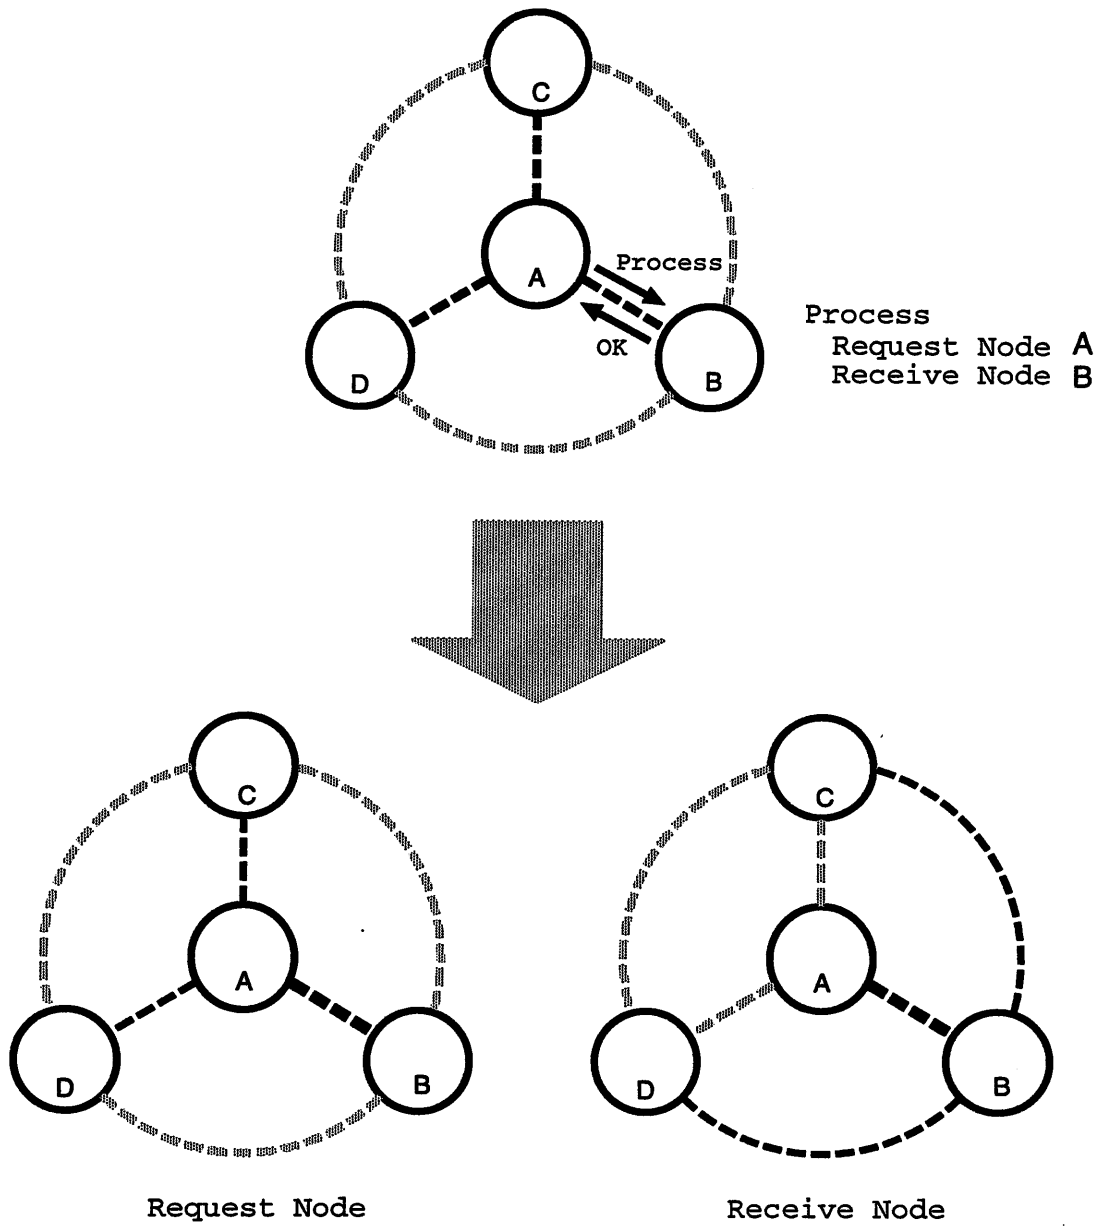 C
A
Process
OK
D
B
Process
Request Node A
Receive Node B
C
A
D
B
Request Node
C
A
D
B
Receive Node